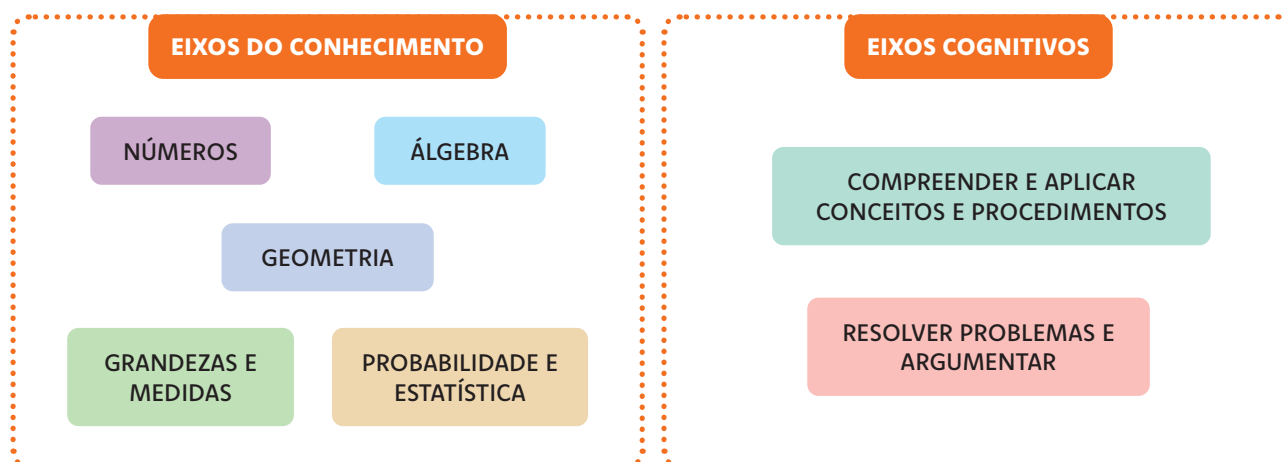 EIXOS DO CONHECIMENTO
NÚMEROS
ÁLGEBRA
GEOMETRIA
GRANDEZAS E
MEDIDAS
PROBABILIDADE E
ESTATÍSTICA
EIXOS COGNITIVOS
COMPREENDER E APLICAR
CONCEITOS E PROCEDIMENTOS
RESOLVER PROBLEMAS E
ARGUMENTAR